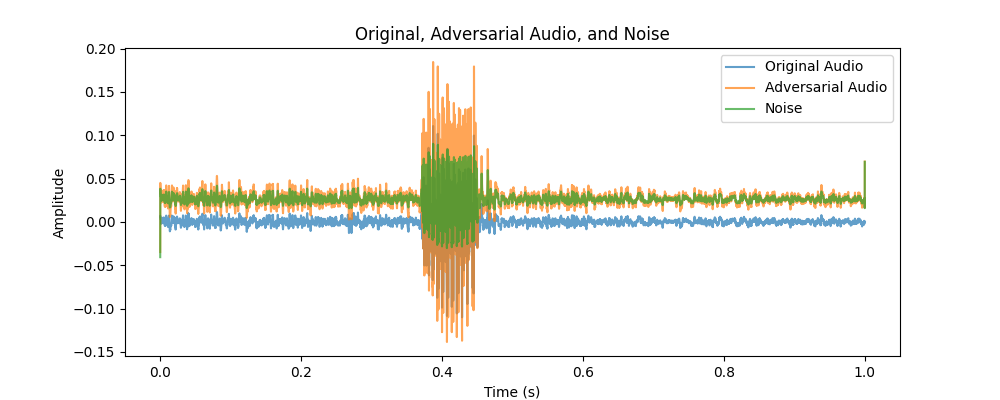 Original, Adversarial Audio, and Noise
Original Audio
Adversarial Audio
Noise
0.20
0.15
0.10
0.05
0.00
−0.05
−0.10
−0.15
Amplitude
0.0 0.2 0.4 0.6 0.8 1.0
Time (s)